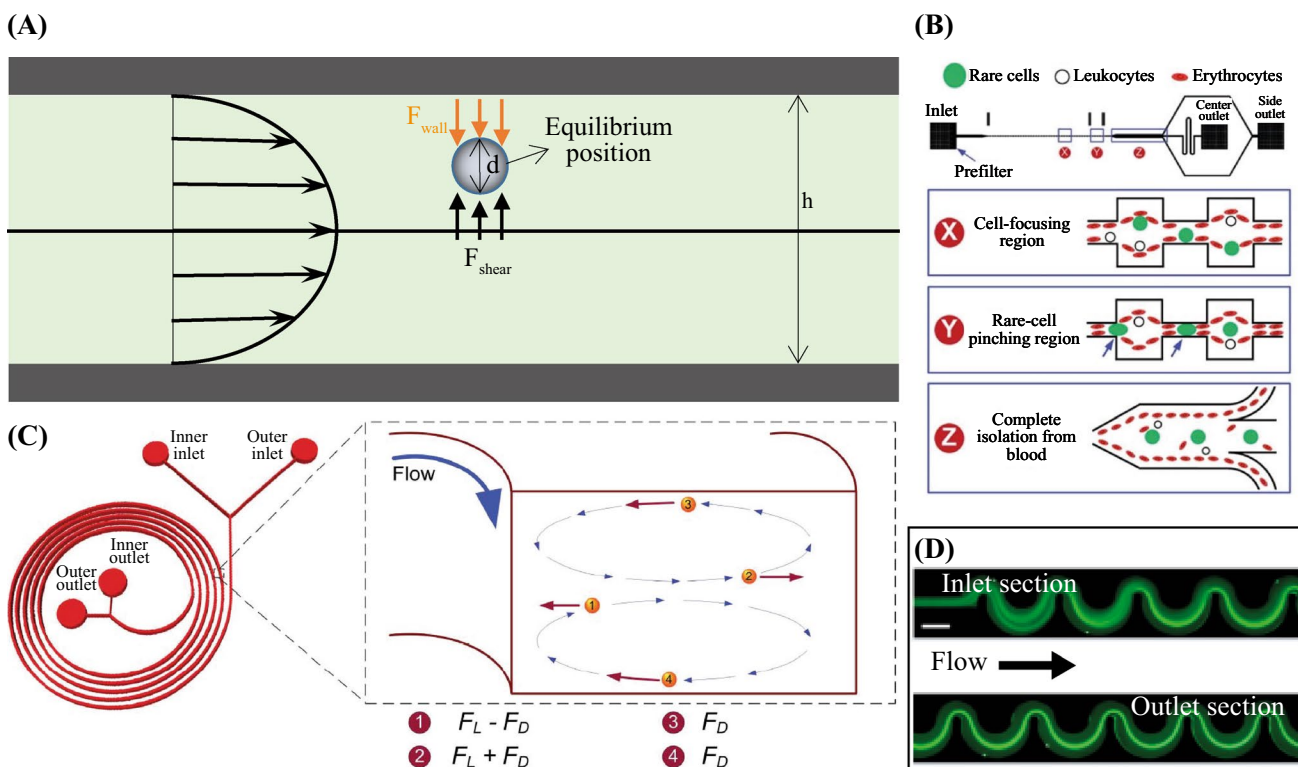 (A)
F_wall
Equilibrium
position
d
h
F_shear
(B)
Rare cells
Leukocytes
Erythrocytes
Inlet
Center
outlet
Side
outlet
X
Y
Z
Prefilter
X
Cell-focusing
region
Y
Rare-cell
pinching region
Z
Complete
isolation from
blood
(C)
Inner
inlet
Outer
inlet
Inner
outlet
Outer
outlet
Flow
3
2
1
4
1 F_L - F_D
3 F_D
2 F_L + F_D
4 F_D
(D)
Inlet section
Flow
Outlet section